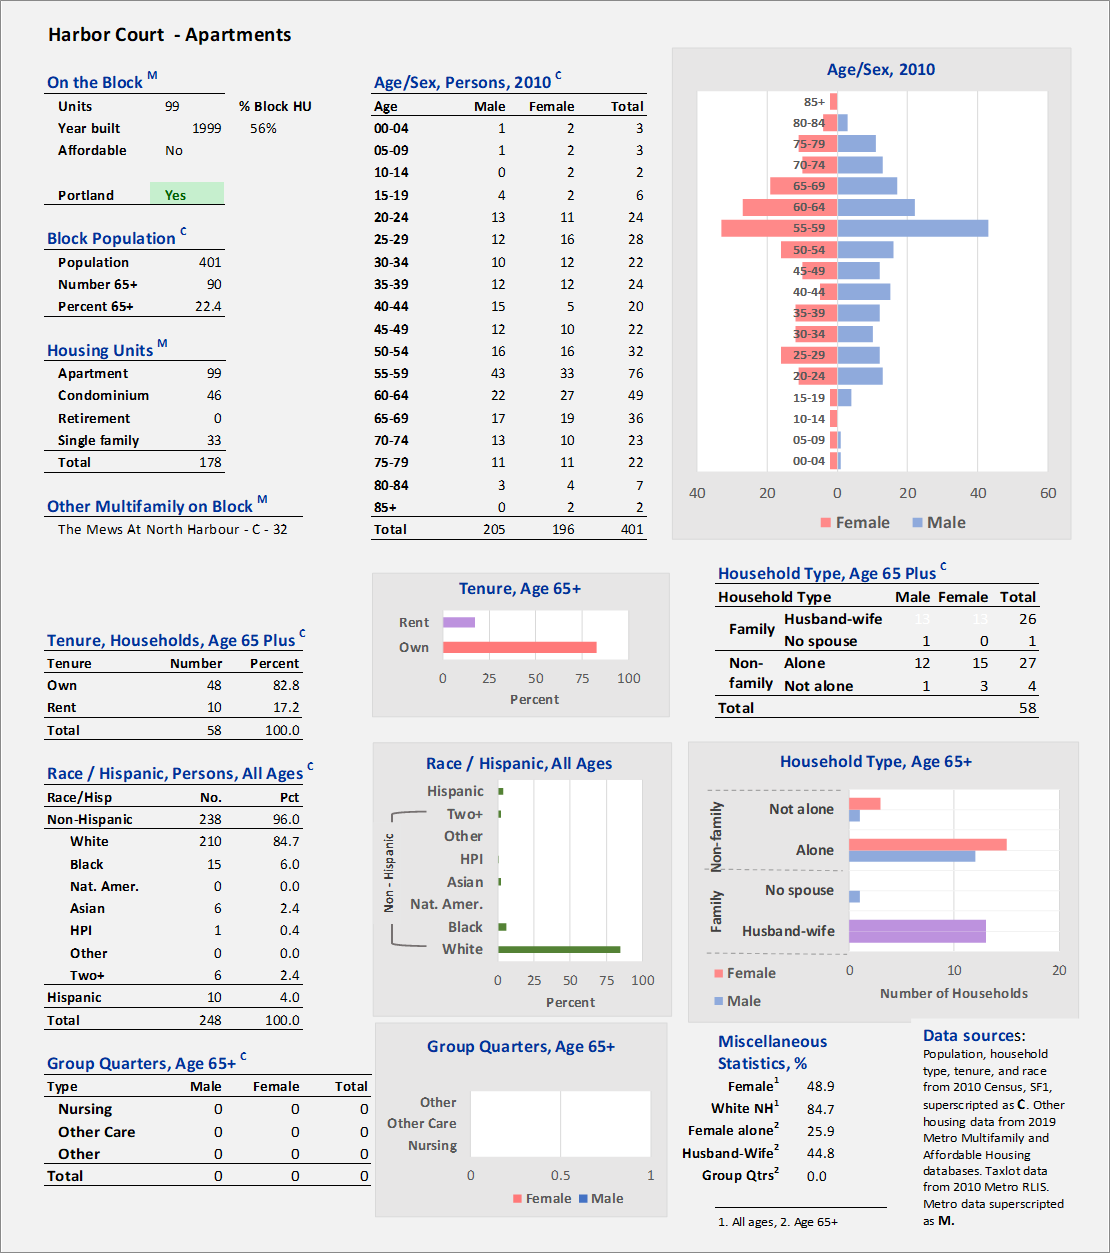 Harbor Court - Apartments
On the Block M
Units 99 % Block HU
Year built 1999 56%
Affordable No
Portland Yes
Block Population C
Population 401
Number 65+ 90
Percent 65+ 22.4
Housing Units M
Apartment 99
Condominium 46
Retirement 0
Single family 33
Total 178
Other Multifamily on Block M
The Mews At North Harbour - C - 32
Age/Sex, Persons, 2010 C
Age Male Female Total
00-04 1 2 3
05-09 1 2 3
10-14 0 2 2
15-19 4 2 6
20-24 13 11 24
25-29 12 16 28
30-34 10 12 22
35-39 12 12 24
40-44 15 5 20
45-49 12 10 22
50-54 16 16 32
55-59 43 33 76
60-64 22 27 49
65-69 17 19 36
70-74 13 10 23
75-79 11 11 22
80-84 3 4 7
85+ 0 2 2
Total 205 196 401
Age/Sex, 2010
85+
80-84
75-79
70-74
65-69
60-64
55-59
50-54
45-49
40-44
35-39
30-34
25-29
20-24
15-19
10-14
05-09
00-04
40 20 0 20 40 60
Female Male
Tenure, Households, Age 65 Plus C
Tenure Number Percent
Own 48 82.8
Rent 10 17.2
Total 58 100.0
Tenure, Age 65+
Rent
Own
0 25 50 75 100
Percent
Household Type, Age 65 Plus C
Household Type Male Female Total
Family Husband-wife 13 13 26
No spouse 1 0 1
Non-family Alone 12 15 27
Not alone 1 3 4
Total 58
Race / Hispanic, Persons, All Ages C
Race/Hisp No. Pct
Non-Hispanic 238 96.0
White 210 84.7
Black 15 6.0
Nat. Amer. 0 0.0
Asian 6 2.4
HPI 1 0.4
Other 0 0.0
Two+ 6 2.4
Hispanic 10 4.0
Total 248 100.0
Race / Hispanic, All Ages
Hispanic
Two+
Other
HPI
Asian
Nat. Amer.
Black
White
Non - Hispanic
0 25 50 75 100
Percent
Household Type, Age 65+
Non-family
Not alone
Alone
Family
No spouse
Husband-wife
0 10 20
Number of Households
Female
Male
Group Quarters, Age 65+ C
Type Male Female Total
Nursing 0 0 0
Other Care 0 0 0
Other 0 0 0
Total 0 0 0
Group Quarters, Age 65+
Other
Other Care
Nursing
0 0.5 1
Female Male
Miscellaneous
Statistics, %
Female1 48.9
White NH1 84.7
Female alone2 25.9
Husband-Wife2 44.8
Group Qtrs2 0.0
1. All ages, 2. Age 65+
Data sources:
Population, household
type, tenure, and race
from 2010 Census, SF1,
superscripted as C. Other
housing data from 2019
Metro Multifamily and
Affordable Housing
databases. Taxlot data
from 2010 Metro RLIS.
Metro data superscripted
as M.